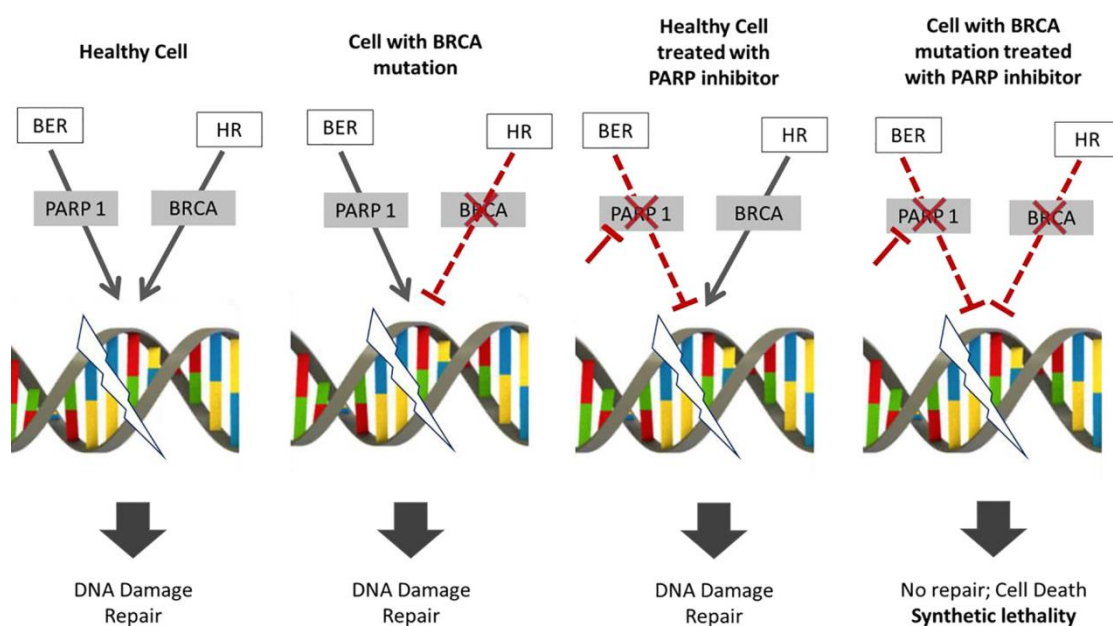 Healthy Cell
BER
HR
PARP 1
BRCA
DNA Damage
Repair
Cell with BRCA
mutation
BER
HR
PARP 1
BRCA
DNA Damage
Repair
Healthy Cell
treated with
PARP inhibitor
BER
HR
PARP 1
BRCA
DNA Damage
Repair
Cell with BRCA
mutation treated
with PARP inhibitor
BER
HR
PARP 1
BRCA
No repair; Cell Death
Synthetic lethality